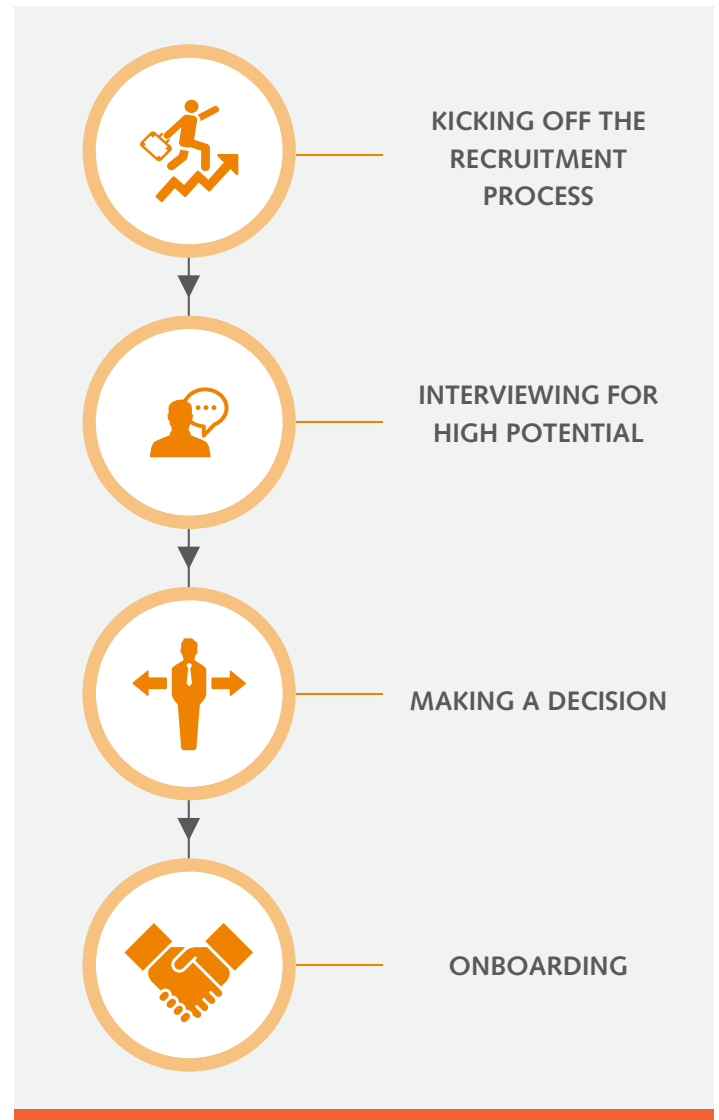 KICKING OFF THE
RECRUITMENT
PROCESS
INTERVIEWING FOR
HIGH POTENTIAL
MAKING A DECISION
ONBOARDING